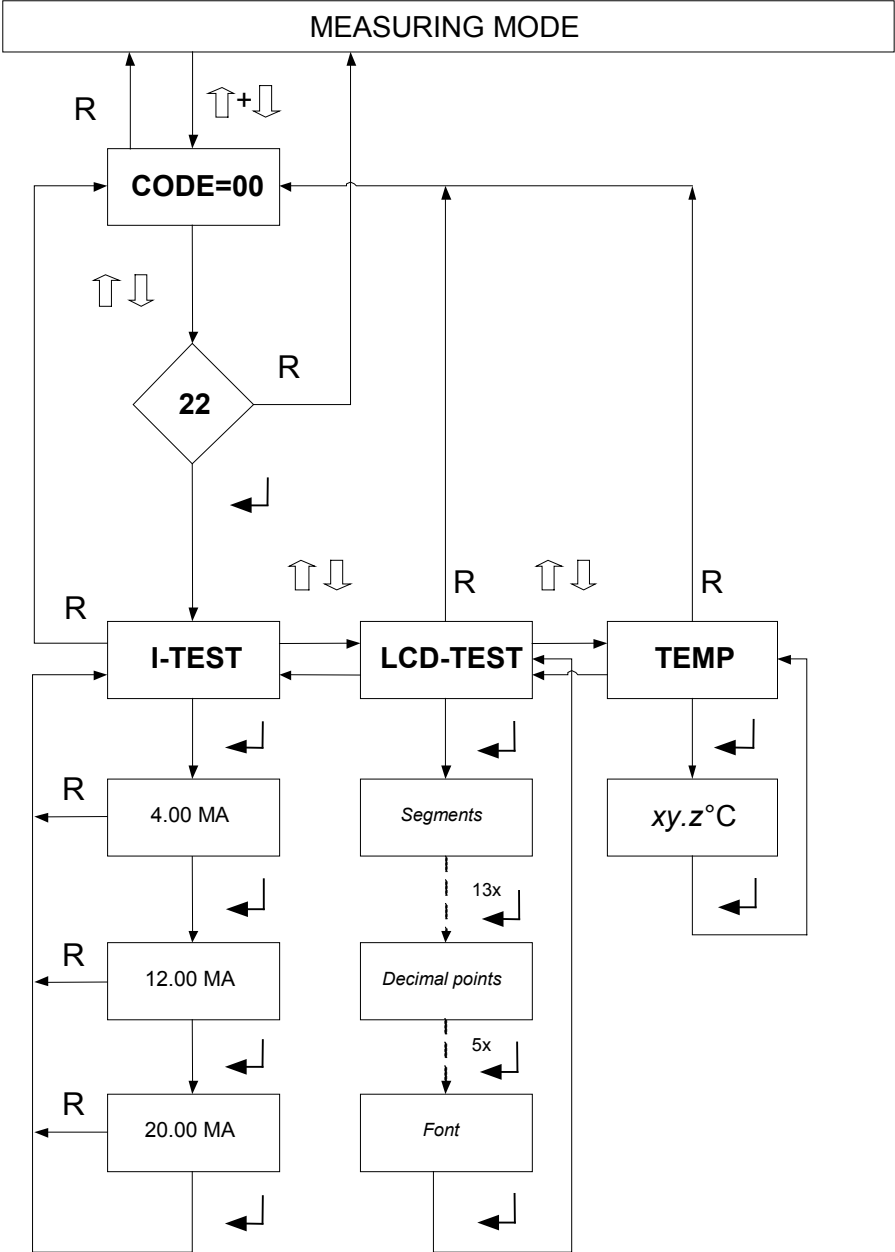 MEASURING MODE
R
+
CODE=00
R
22
R
R
R
I-TEST
LCD-TEST
TEMP
R
4.00 MA
Segments
xy.z°C
13x
R
12.00 MA
Decimal points
5x
R
20.00 MA
Font